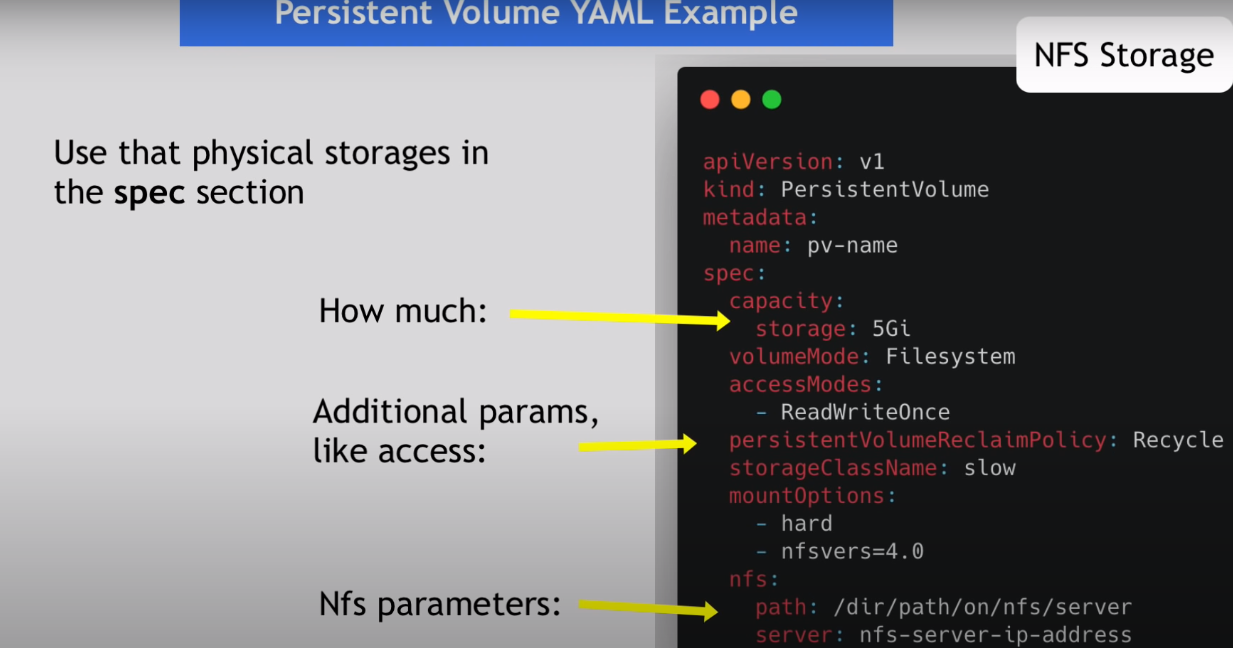 Persistent Volume YAML Example
NFS Storage
Use that physical storages in
the spec section
How much:
Additional params,
like access:
Nfs parameters:
apiVersion: v1
kind: PersistentVolume
metadata:
  name: pv-name
spec:
  capacity:
    storage: 5Gi
  volumeMode: Filesystem
  accessModes:
    - ReadWriteOnce
  persistentVolumeReclaimPolicy: Recycle
  storageClassName: slow
  mountOptions:
    - hard
    - nfsvers=4.0
  nfs:
    path: /dir/path/on/nfs/server
    server: nfs-server-ip-address